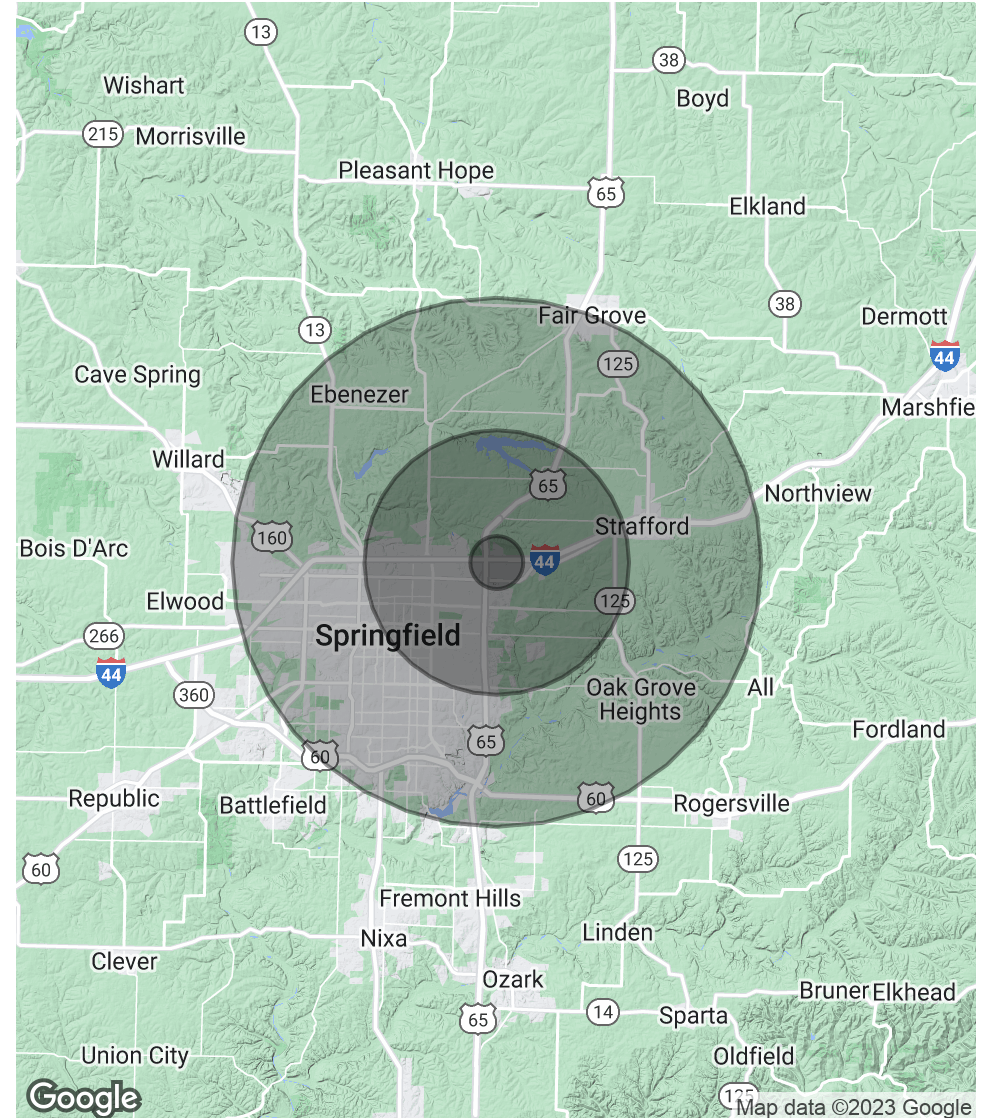 13
38
Wishart
Boyd
215
Morrisville
Pleasant Hope
65
Elkland
38
Fair Grove
Dermott
13
44
125
Cave Spring
Ebenezer
Marshfie
Willard
65
Northview
160
Strafford
Bois D'Arc
44
Elwood
125
266
Springfield
44
360
Oak Grove
Heights
All
65
Fordland
60
Republic
Battlefield
60
Rogersville
60
125
Fremont Hills
Nixa
Linden
Clever
Ozark
Bruner
Elkhead
65
14
Sparta
Union City
Oldfield
125
Google
Map data ©2023 Google